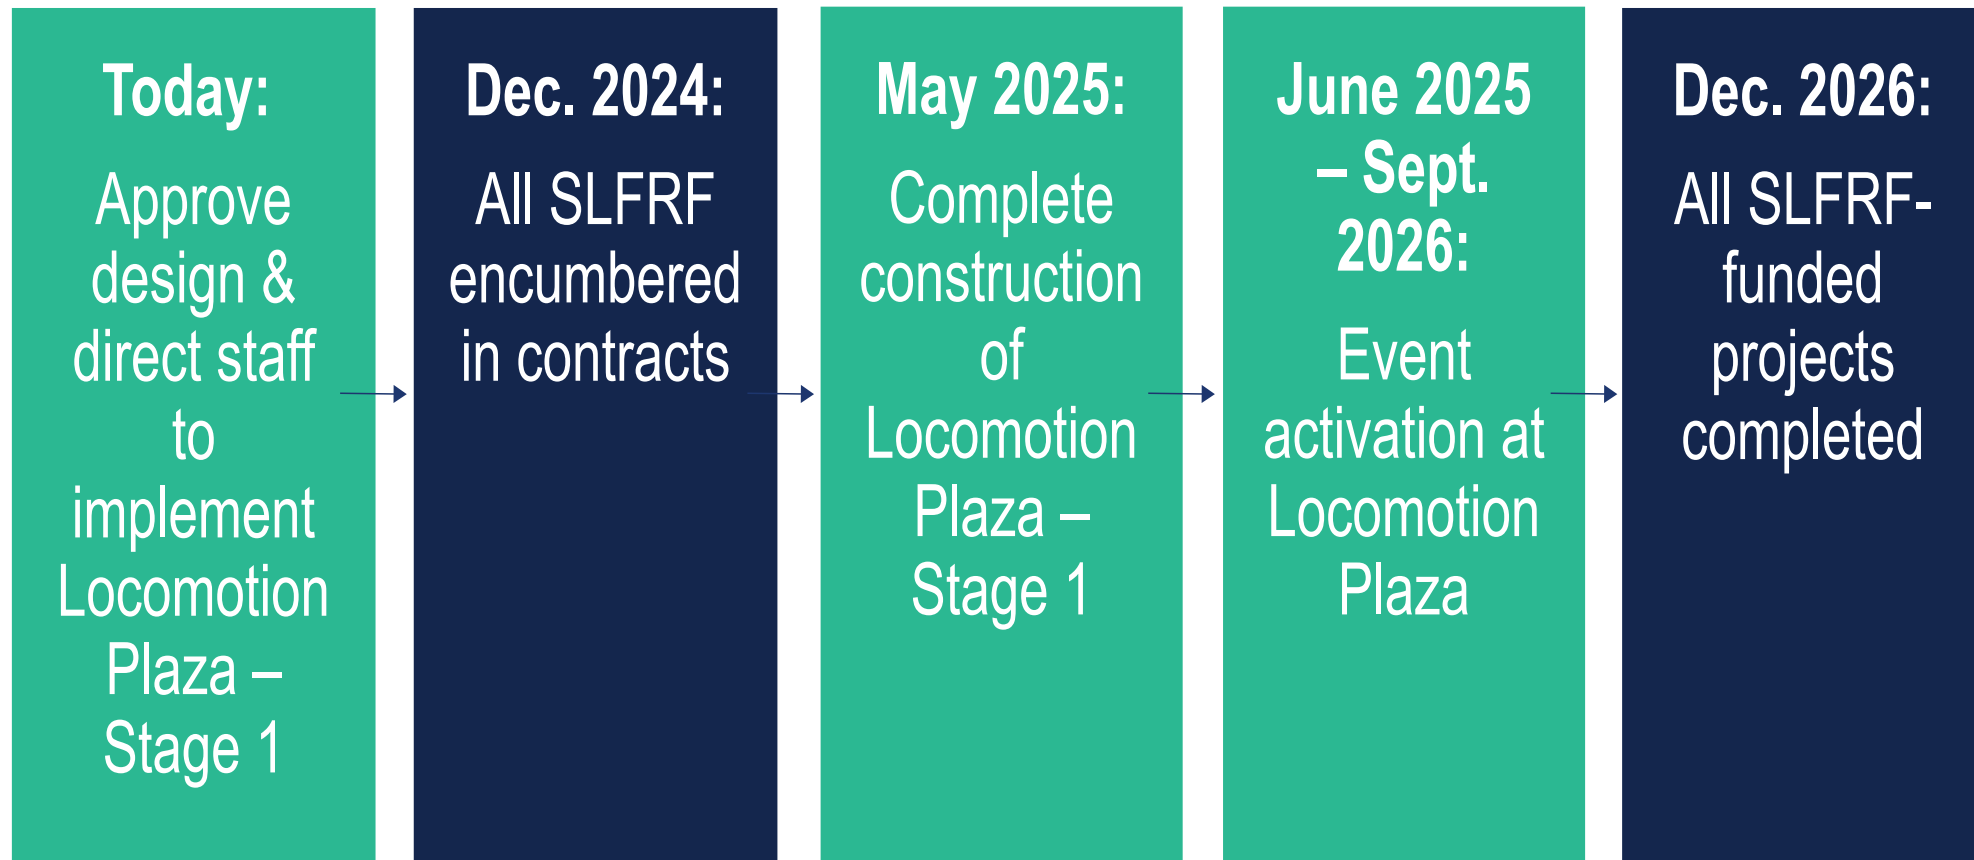 Today:
Approve
design &
direct staff
to
implement
Locomotion
Plaza –
Stage 1
Dec. 2024:
All SLFRF
encumbered
in contracts
May 2025:
Complete
construction
of
Locomotion
Plaza –
Stage 1
June 2025
– Sept.
2026:
Event
activation at
Locomotion
Plaza
Dec. 2026:
All SLFRF-
funded
projects
completed